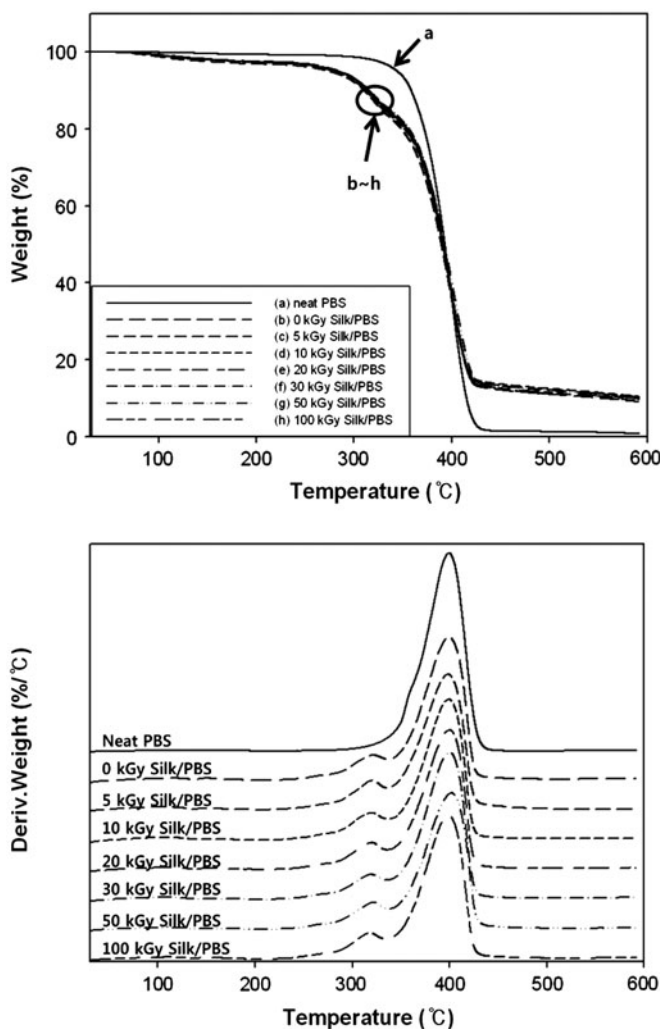 100
80
60
40
20
0
Weight (%)
a
b~h
(a) neat PBS
(b) 0 kGy Silk/PBS
(c) 5 kGy Silk/PBS
(d) 10 kGy Silk/PBS
(e) 20 kGy Silk/PBS
(f) 30 kGy Silk/PBS
(g) 50 kGy Silk/PBS
(h) 100 kGy Silk/PBS
100 200 300 400 500 600
Temperature (℃)
Deriv.Weight (%/℃)
Neat PBS
0 kGy Silk/PBS
5 kGy Silk/PBS
10 kGy Silk/PBS
20 kGy Silk/PBS
30 kGy Silk/PBS
50 kGy Silk/PBS
100 kGy Silk/PBS
100 200 300 400 500 600
Temperature (℃)